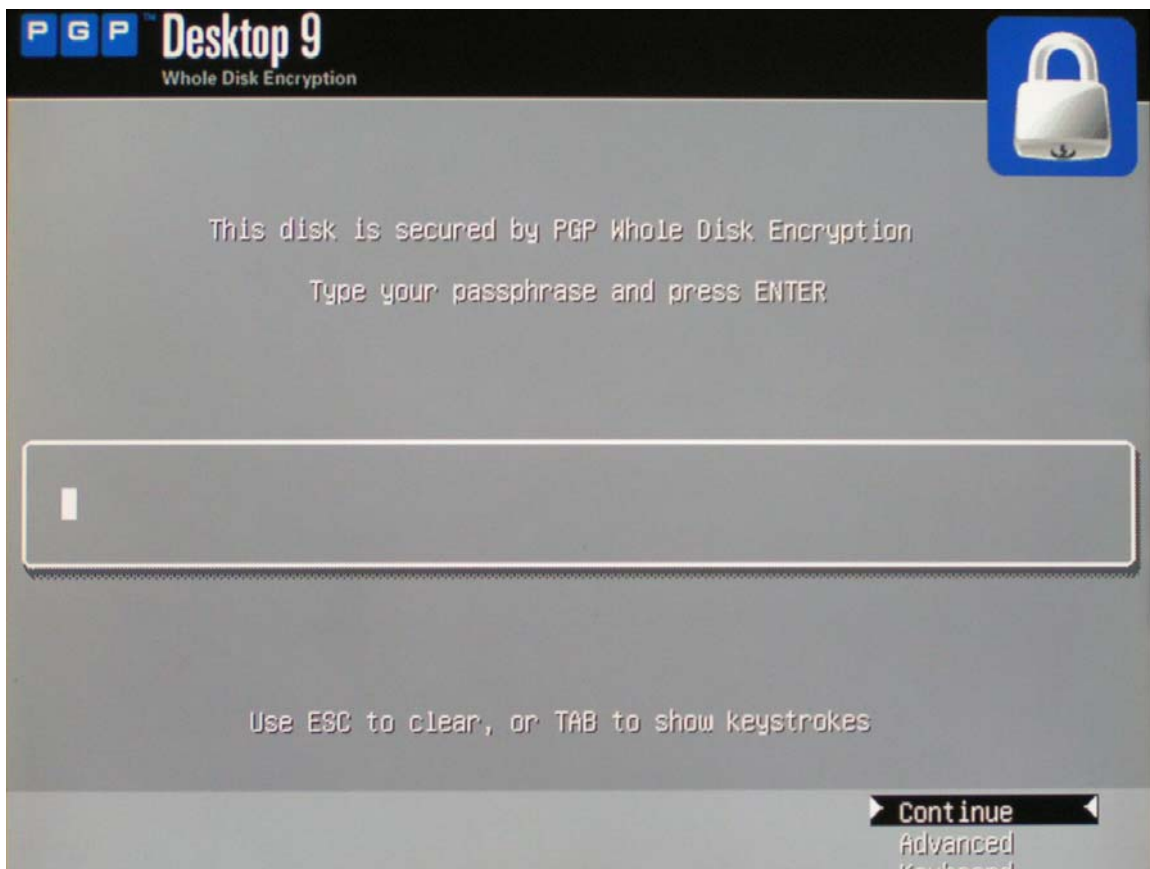 PGP™ Desktop 9
Whole Disk Encryption
This disk is secured by PGP Whole Disk Encryption
Type your passphrase and press ENTER
Use ESC to clear, or TAB to show keystrokes
Continue
Advanced